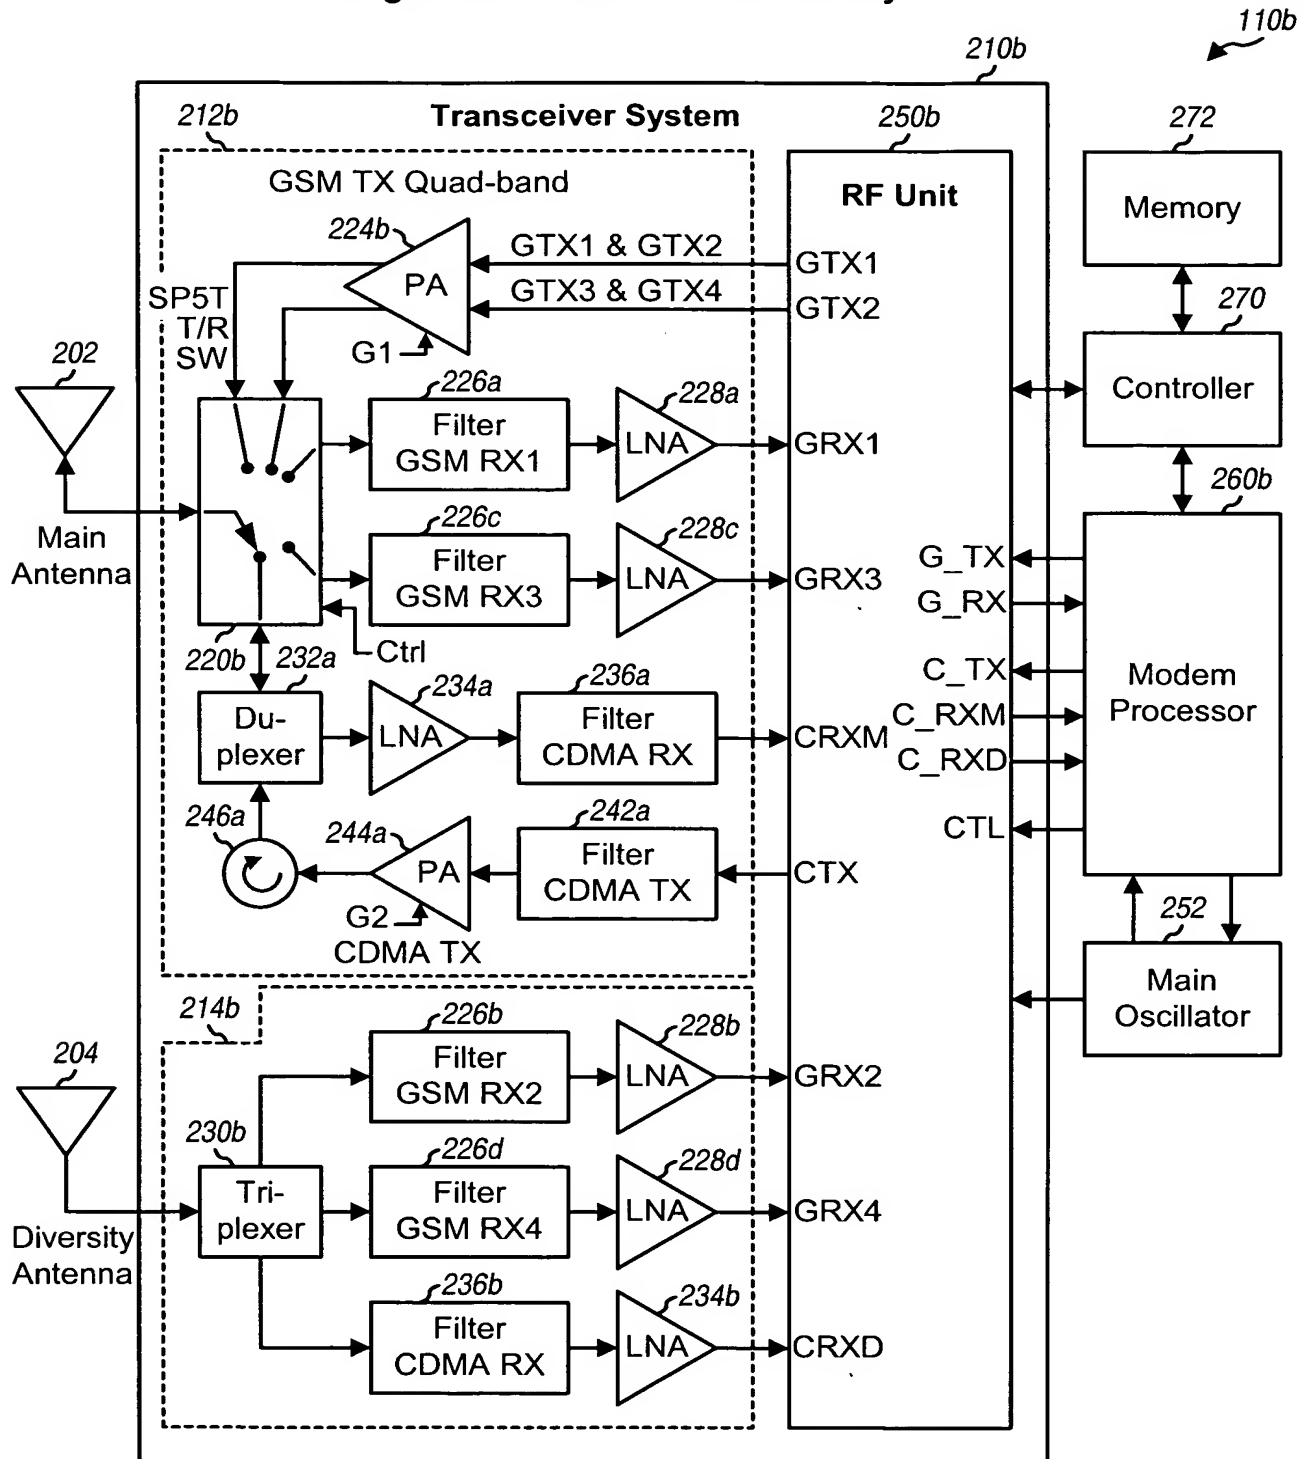 110b
210b
Transceiver System
212b
250b
272
GSM TX Quad-band
RF Unit
Memory
224b
PA
GTX1 & GTX2
GTX1
GTX3 & GTX4
GTX2
SP5T
T/R
SW
G1
270
Controller
202
226a
Filter
GSM RX1
228a
LNA
GRX1
Main
Antenna
226c
Filter
GSM RX3
228c
LNA
GRX3
260b
G_TX
G_RX
C_TX
C_RXM
C_RXD
CTL
Modem
Processor
Ctrl
220b
232a
Du-
plexer
234a
LNA
236a
Filter
CDMA RX
CRXM
246a
244a
PA
242a
Filter
CDMA TX
CTX
G2
CDMA TX
252
Main
Oscillator
214b
226b
Filter
GSM RX2
228b
LNA
GRX2
204
230b
Tri-
plexer
226d
Filter
GSM RX4
228d
LNA
GRX4
Diversity
Antenna
236b
Filter
CDMA RX
234b
LNA
CRXD